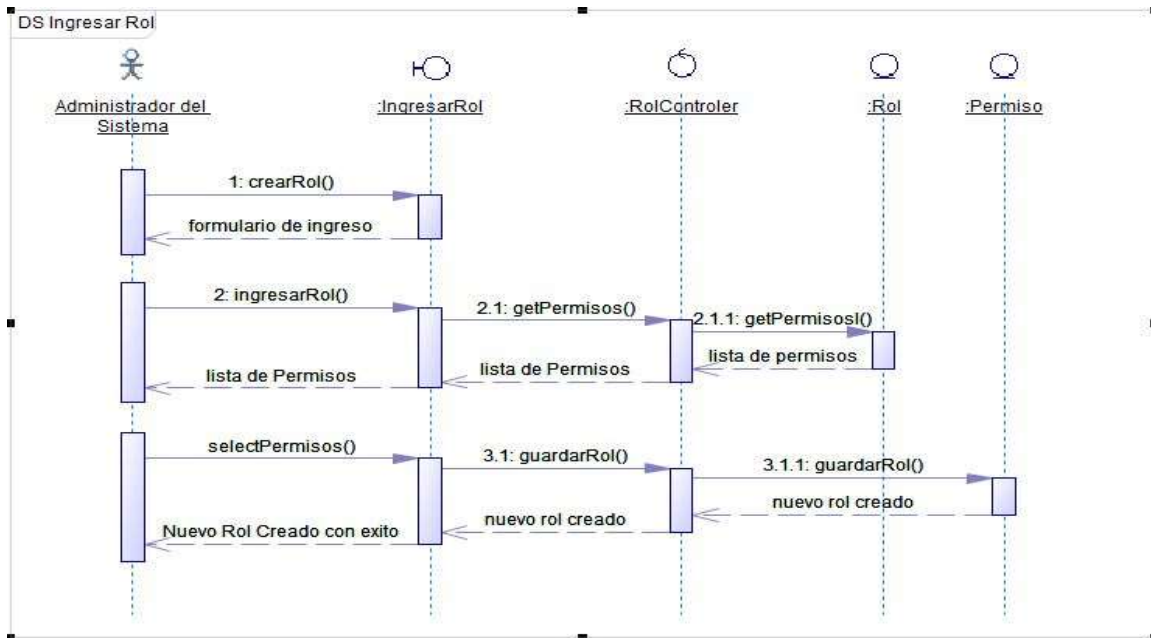 DS Ingresar Rol
Administrador del
Sistema
:IngresarRol
:RolControler
:Rol
:Permiso
1: crearRol()
formulario de ingreso
2: ingresarRol()
2.1: getPermisos()
2.1.1: getPermisosl()
lista de permisos
lista de Permisos
lista de Permisos
selectPermisos()
3.1: guardarRol()
3.1.1: guardarRol()
nuevo rol creado
nuevo rol creado
Nuevo Rol Creado con exito